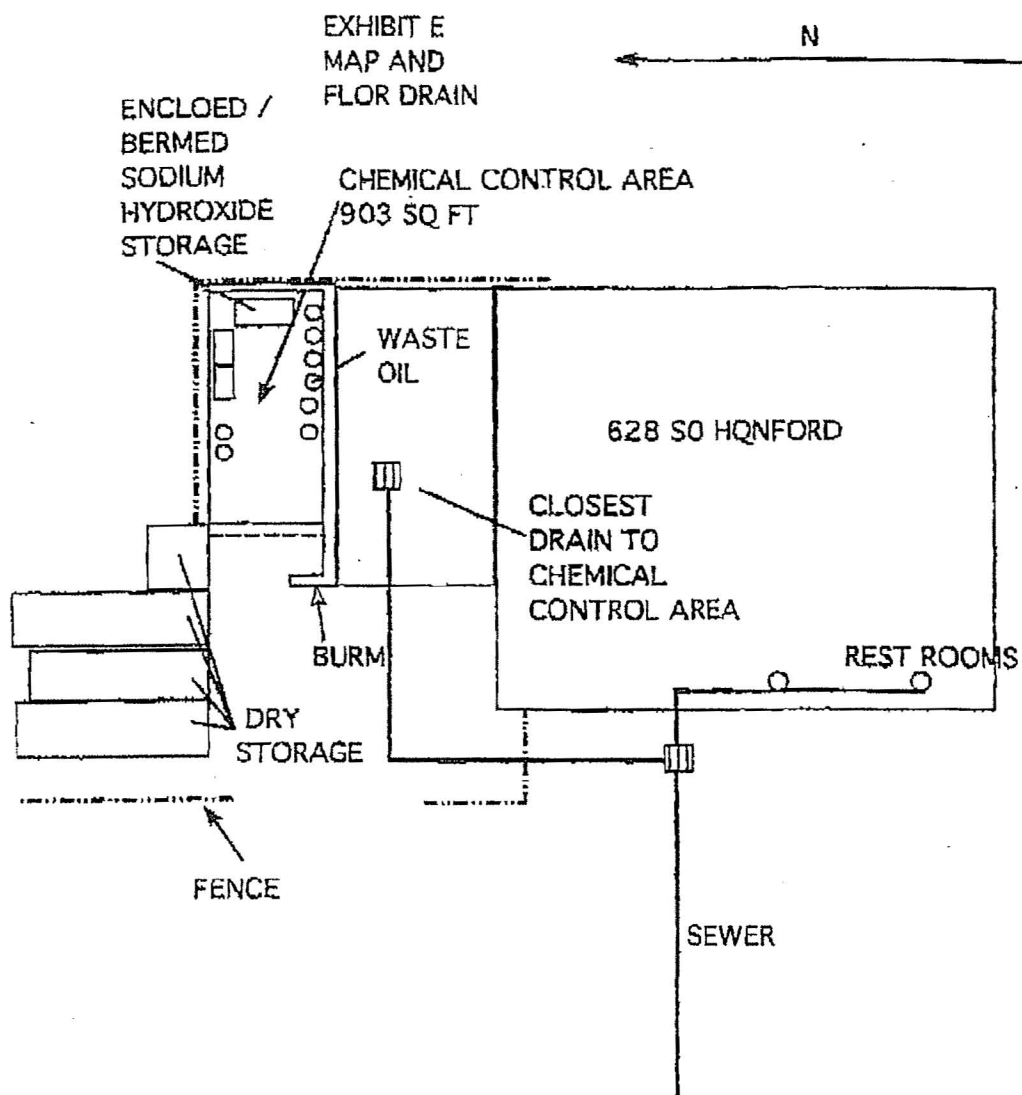 EXHIBIT E
MAP AND
FLOR DRAIN
N
ENCLOED /
BERMED
SODIUM
HYDROXIDE
STORAGE
CHEMICAL CONTROL AREA
903 SQ FT
WASTE
OIL
628 SO HQNFORD
CLOSEST
DRAIN TO
CHEMICAL
CONTROL AREA
BURM
REST ROOMS
DRY
STORAGE
FENCE
SEWER